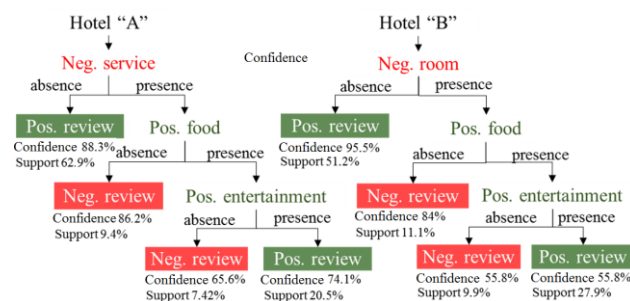 Hotel “A”
Neg. service
absence
presence
Pos. review
Confidence 88.3%
Support 62.9%
Pos. food
absence
presence
Neg. review
Confidence 86.2%
Support 9.4%
Pos. entertainment
absence
presence
Neg. review
Confidence 65.6%
Support 7.42%
Pos. review
Confidence 74.1%
Support 20.5%
Confidence
Hotel “B”
Neg. room
absence
presence
Pos. review
Confidence 95.5%
Support 51.2%
Pos. food
absence
presence
Neg. review
Confidence 84%
Support 11.1%
Pos. entertainment
absence
presence
Neg. review
Confidence 55.8%
Support 9.9%
Pos. review
Confidence 55.8%
Support 27.9%